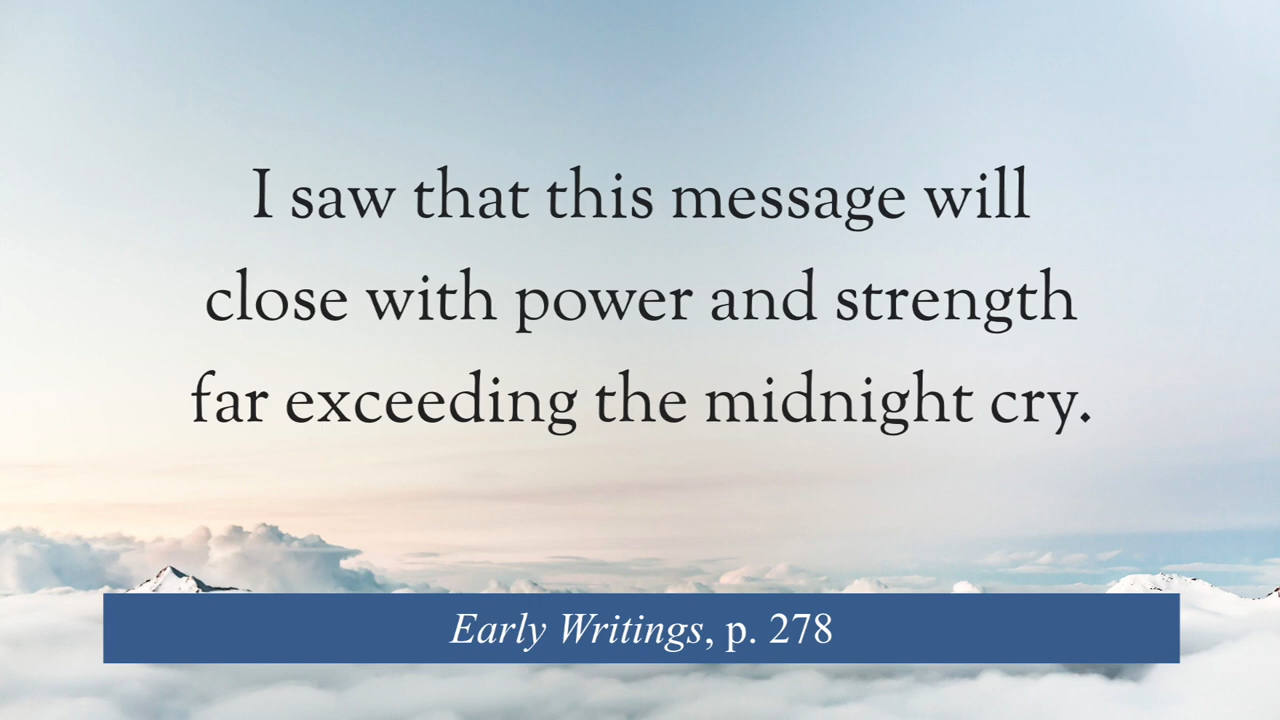 I saw that this message will
close with power and strength
far exceeding the midnight cry.
Early Writings, p. 278